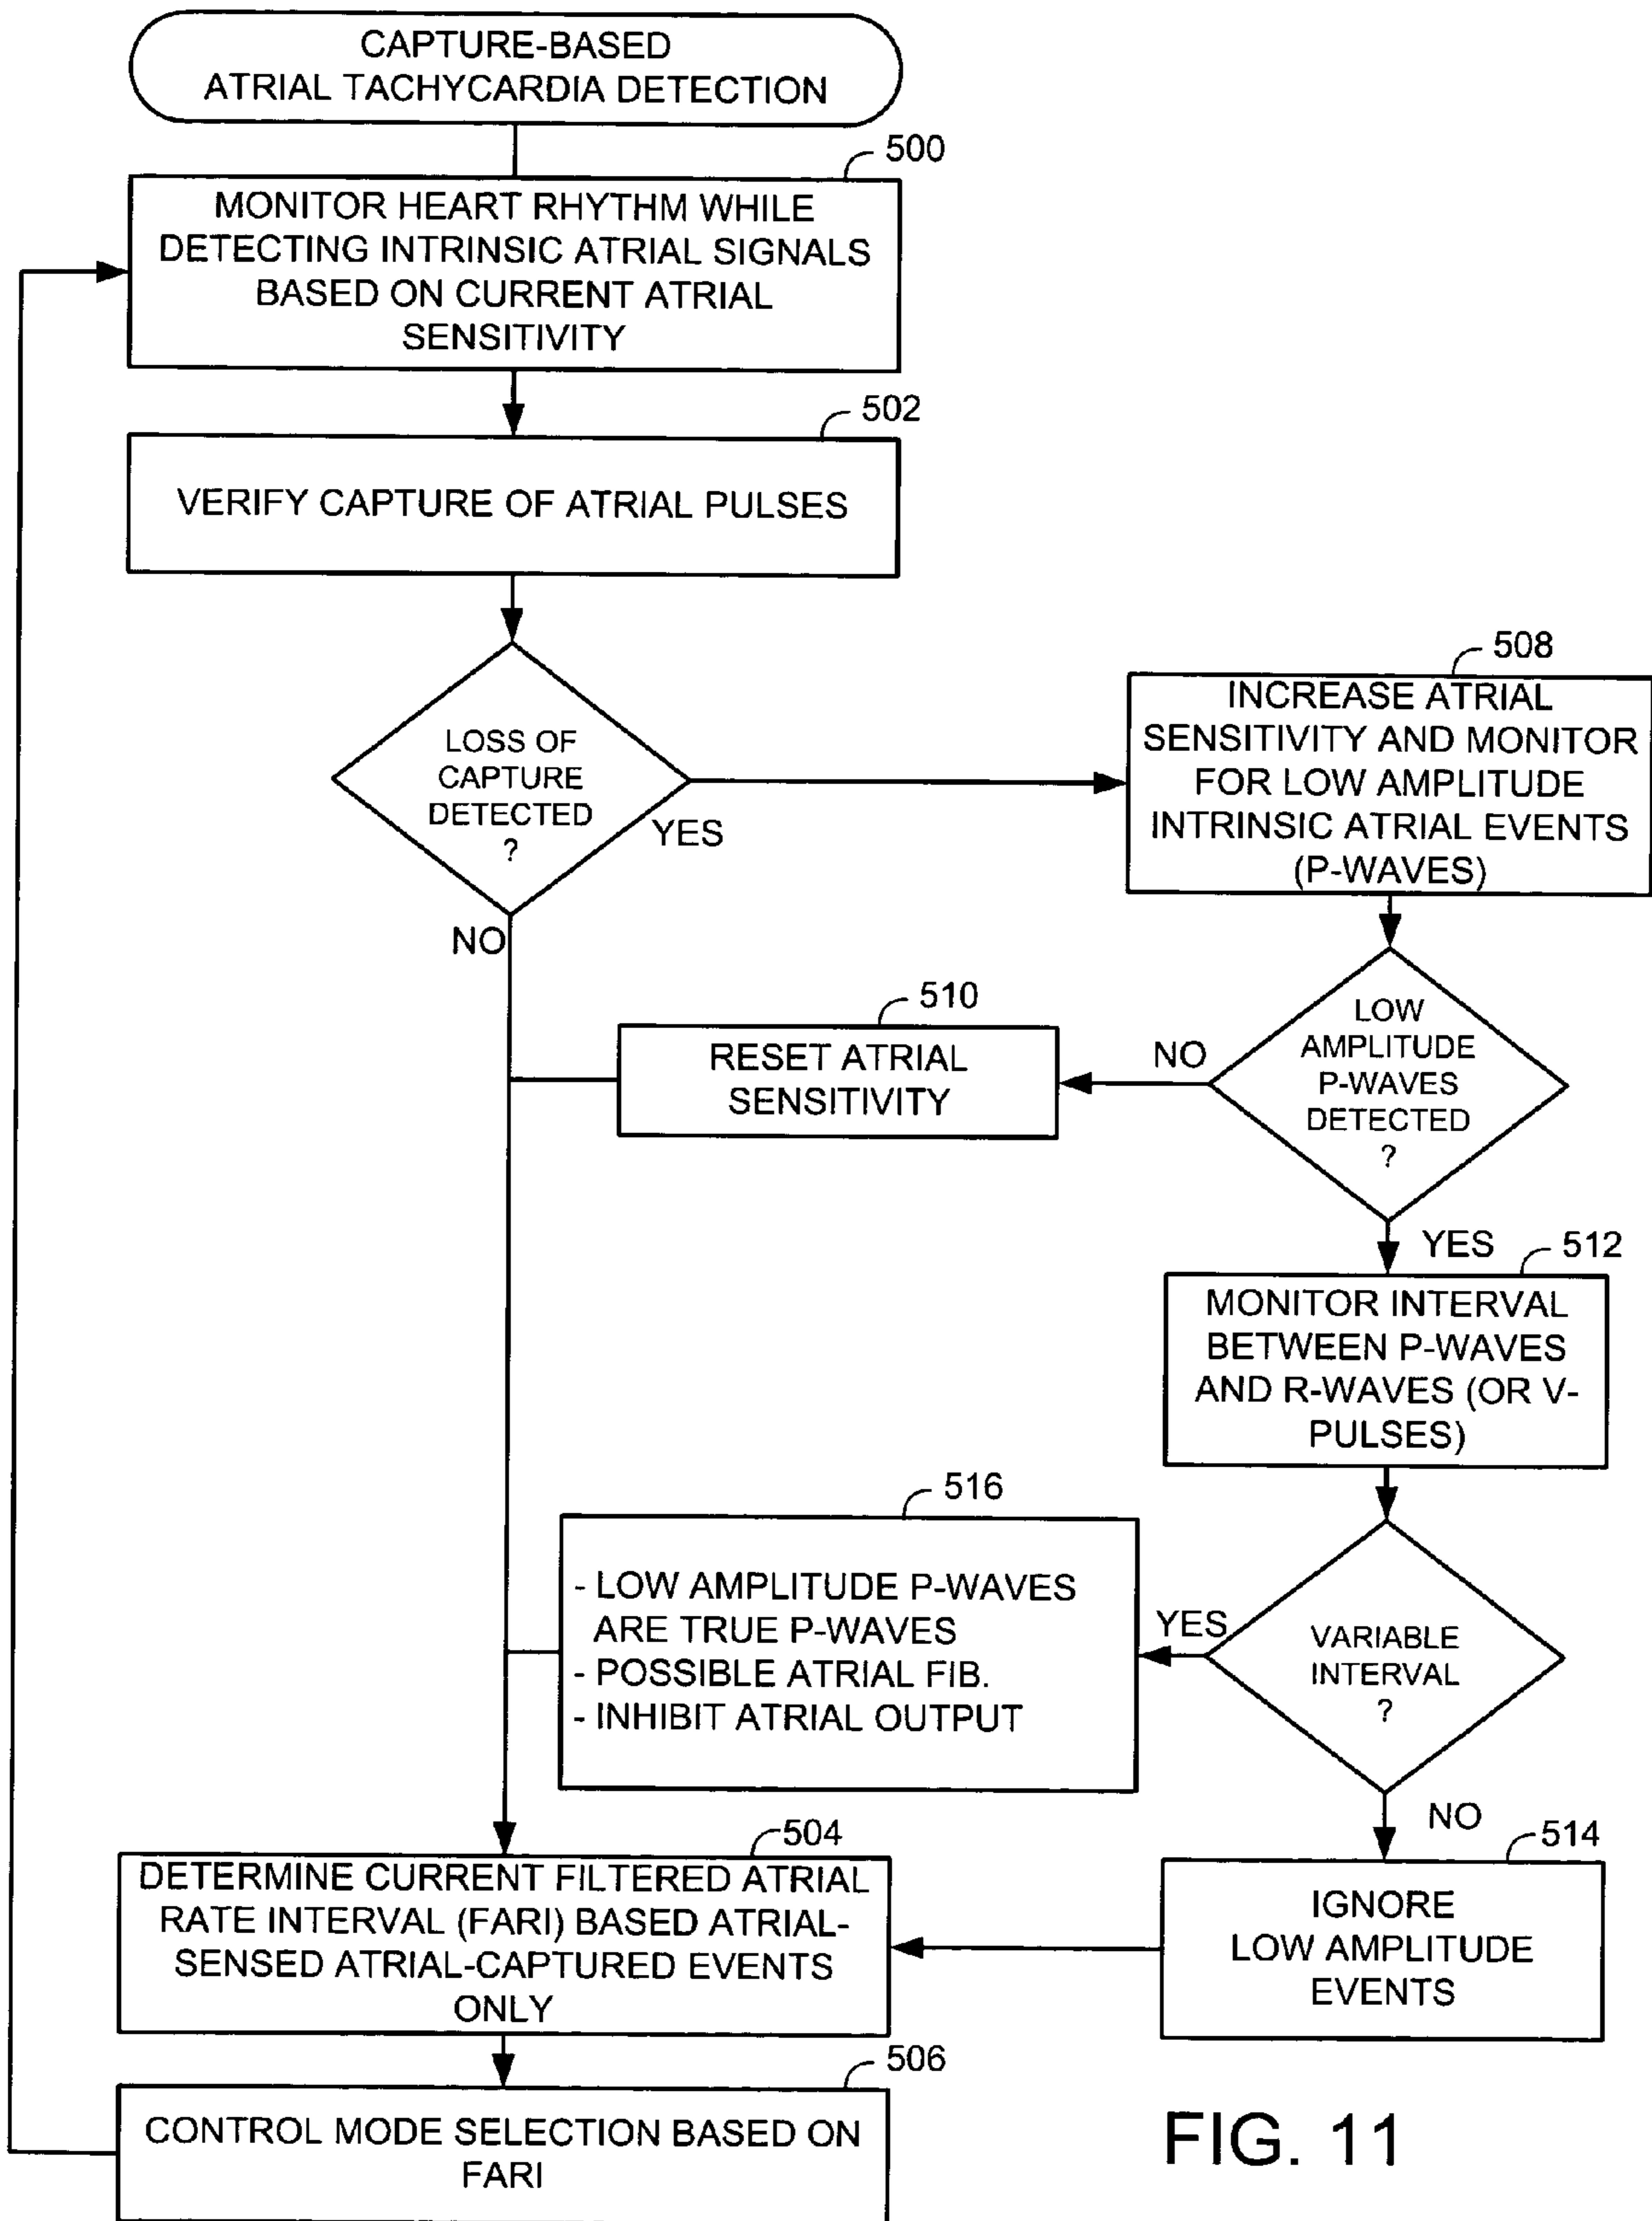 CAPTURE-BASED
ATRIAL TACHYCARDIA DETECTION
500
MONITOR HEART RHYTHM WHILE
DETECTING INTRINSIC ATRIAL SIGNALS
BASED ON CURRENT ATRIAL
SENSITIVITY
502
VERIFY CAPTURE OF ATRIAL PULSES
LOSS OF
CAPTURE
DETECTED
?
YES
NO
508
INCREASE ATRIAL
SENSITIVITY AND MONITOR
FOR LOW AMPLITUDE
INTRINSIC ATRIAL EVENTS
(P-WAVES)
LOW
AMPLITUDE
P-WAVES
DETECTED
?
NO
510
RESET ATRIAL
SENSITIVITY
YES
512
MONITOR INTERVAL
BETWEEN P-WAVES
AND R-WAVES (OR V-
PULSES)
VARIABLE
INTERVAL
?
YES
516
- LOW AMPLITUDE P-WAVES
ARE TRUE P-WAVES
- POSSIBLE ATRIAL FIB.
- INHIBIT ATRIAL OUTPUT
NO
514
IGNORE
LOW AMPLITUDE
EVENTS
504
DETERMINE CURRENT FILTERED ATRIAL
RATE INTERVAL (FARI) BASED ATRIAL-
SENSED ATRIAL-CAPTURED EVENTS
ONLY
506
CONTROL MODE SELECTION BASED ON
FARI
FIG. 11